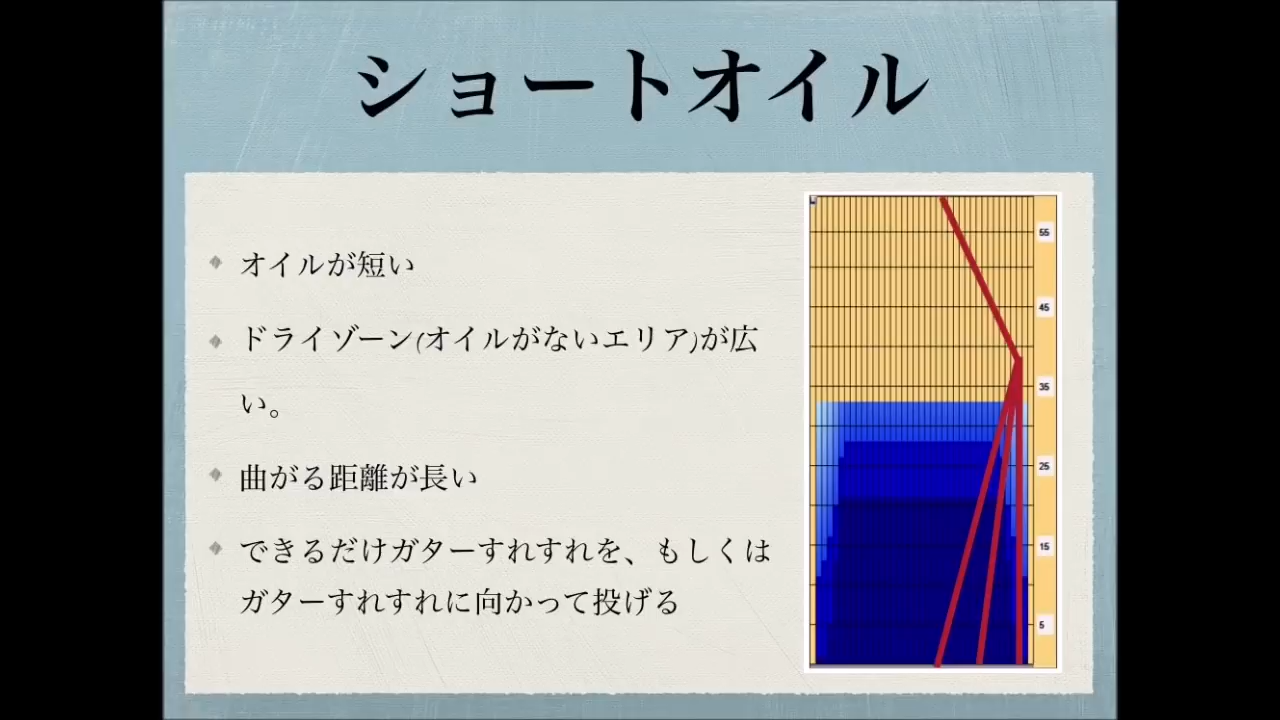 ショートオイル
オイルが短い
ドライゾーン(オイルがないエリア)が広
い。
曲がる距離が長い
できるだけガターすれすれを、もしくは
ガターすれすれに向かって投げる
55
45
35
25
15
5